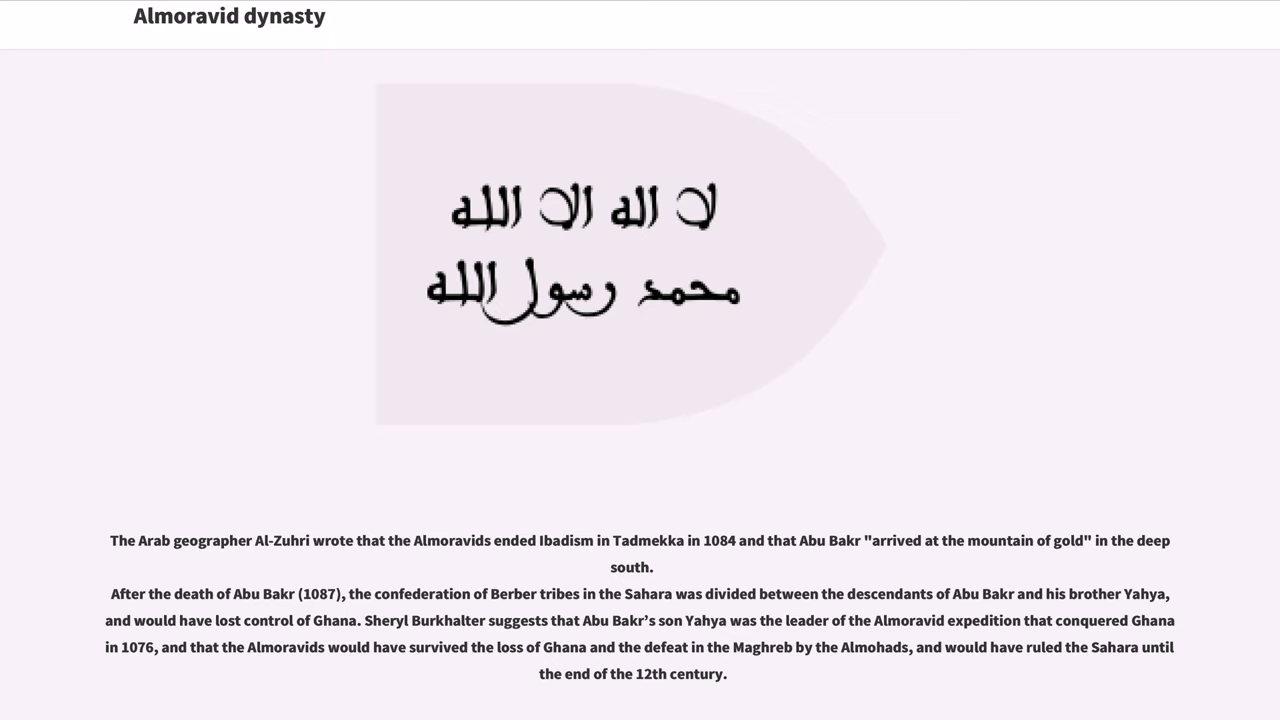 Almoravid dynasty
لا اله الا الله
محمد رسول الله
The Arab geographer Al-Zuhri wrote that the Almoravids ended Ibadism in Tadmekka in 1084 and that Abu Bakr "arrived at the mountain of gold" in the deep
south.
After the death of Abu Bakr (1087), the confederation of Berber tribes in the Sahara was divided between the descendants of Abu Bakr and his brother Yahya,
and would have lost control of Ghana. Sheryl Burkhalter suggests that Abu Bakr’s son Yahya was the leader of the Almoravid expedition that conquered Ghana
in 1076, and that the Almoravids would have survived the loss of Ghana and the defeat in the Maghreb by the Almohads, and would have ruled the Sahara until
the end of the 12th century.